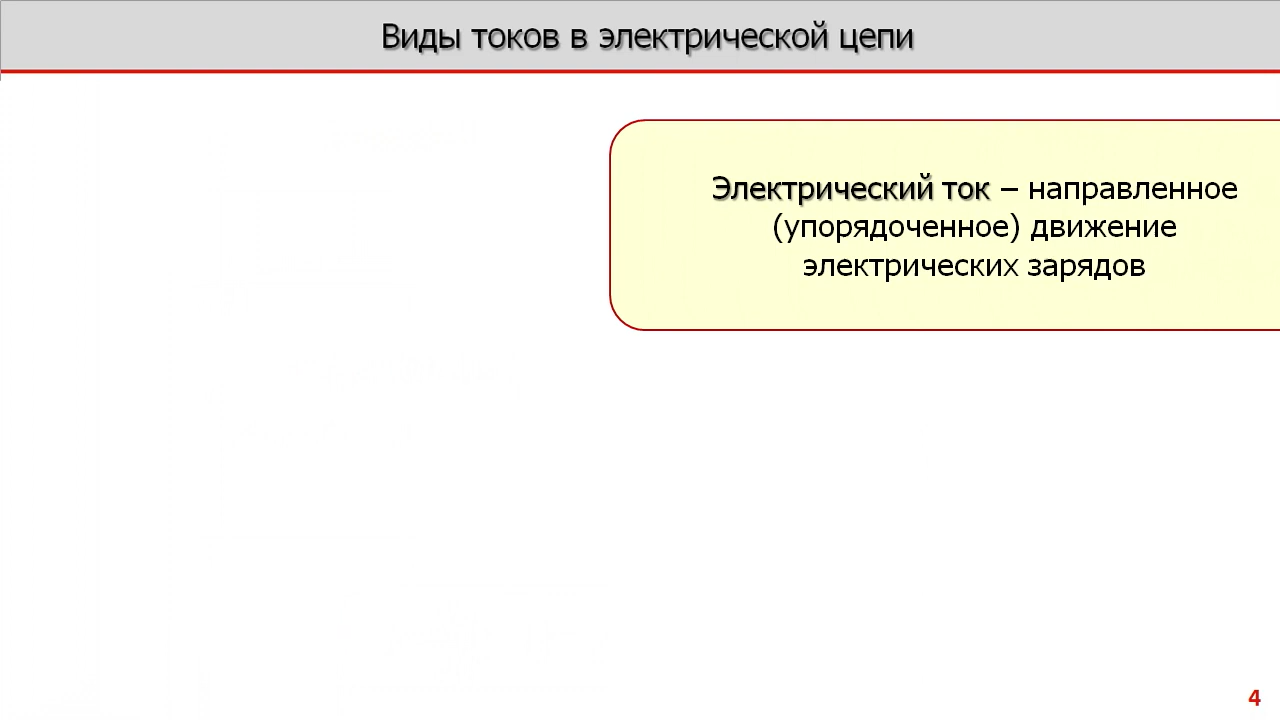 Виды токов в электрической цепи
Электрический ток – направленное
(упорядоченное) движение
электрических зарядов
4